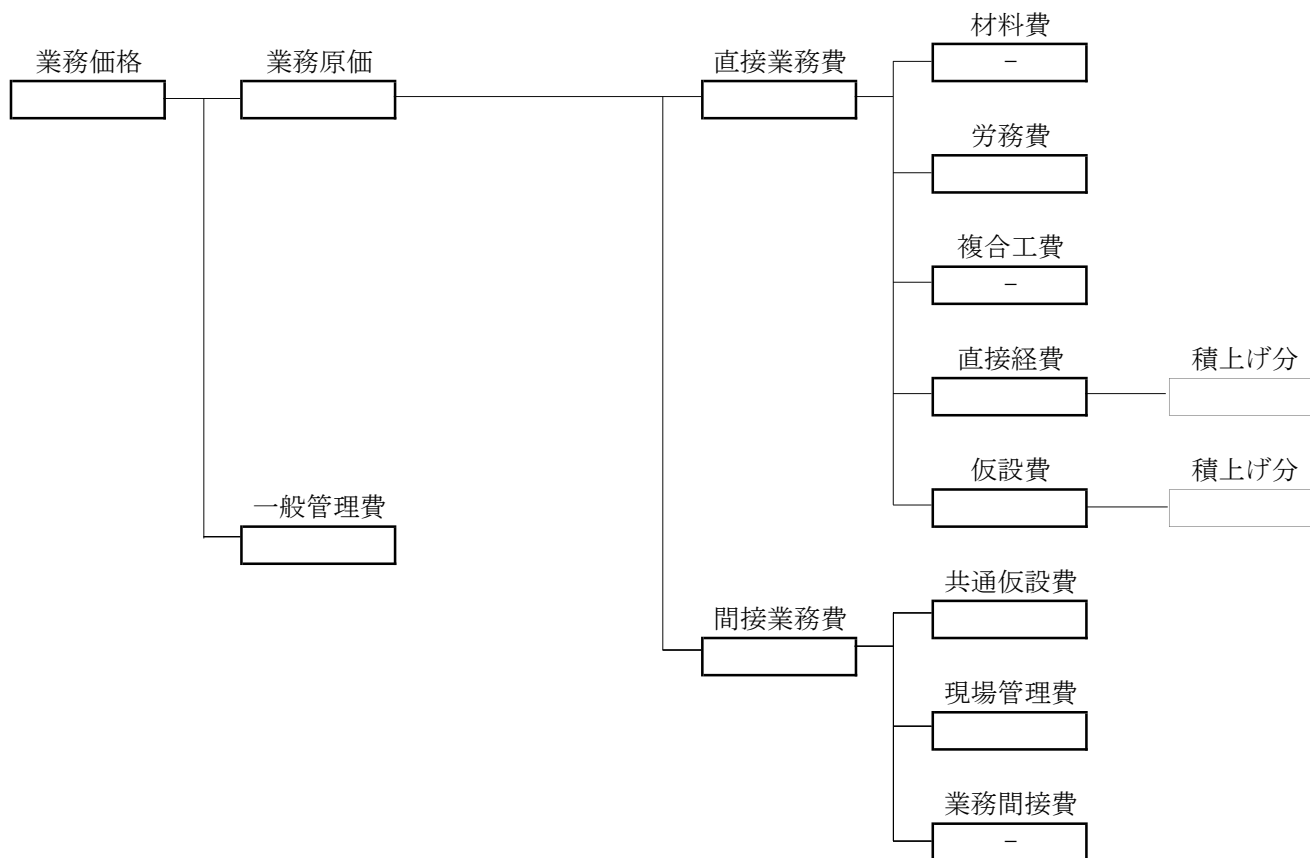 材料費
−
業務価格
業務原価
直接業務費
労務費
複合工費
−
直接経費
積上げ分
仮設費
積上げ分
一般管理費
共通仮設費
間接業務費
現場管理費
業務間接費
−